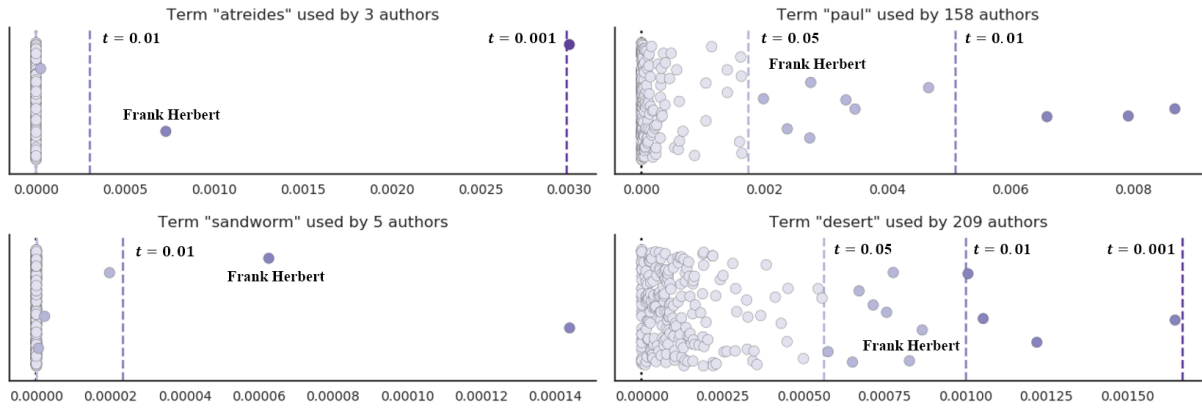 Term "atreides" used by 3 authors
t = 0.01
t = 0.001
Frank Herbert
0.0000 0.0005 0.0010 0.0015 0.0020 0.0025 0.0030
Term "paul" used by 158 authors
t = 0.05
t = 0.01
Frank Herbert
0.000 0.002 0.004 0.006 0.008
Term "sandworm" used by 5 authors
t = 0.01
Frank Herbert
0.00000 0.00002 0.00004 0.00006 0.00008 0.00010 0.00012 0.00014
Term "desert" used by 209 authors
t = 0.05
t = 0.01
t = 0.001
Frank Herbert
0.00000 0.00025 0.00050 0.00075 0.00100 0.00125 0.00150